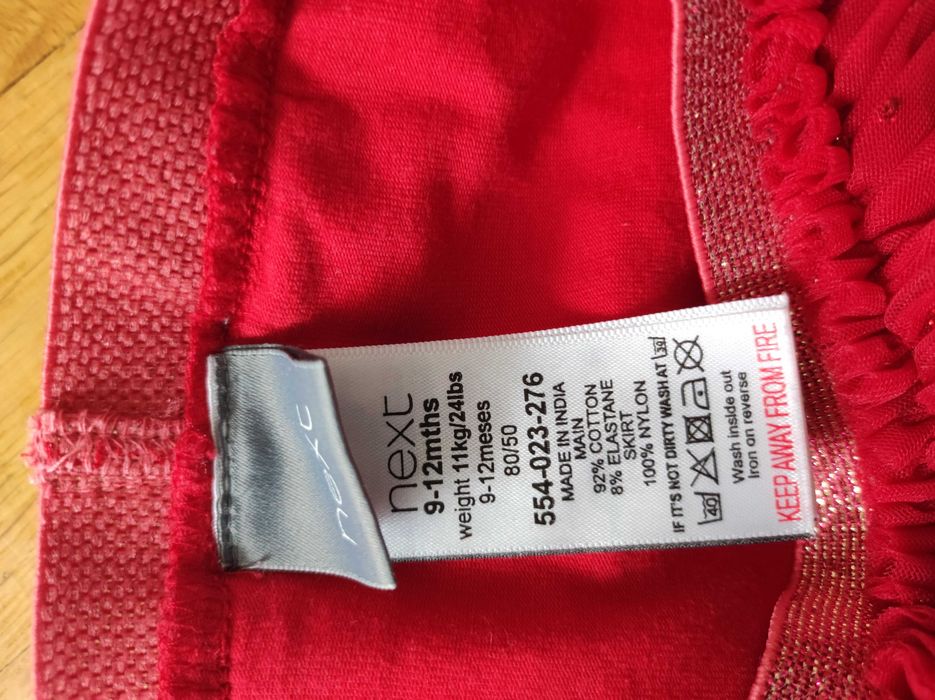 next
next
9-12mths
weight 11kg/24lbs
9-12meses
80/50
554-023-276
MADE IN INDIA
MAIN
92% COTTON
8% ELASTANE
SKIRT
100% NYLON
IF IT'S NOT DIRTY WASH AT 30
40
Wash inside out
Iron on reverse
KEEP AWAY FROM FIRE